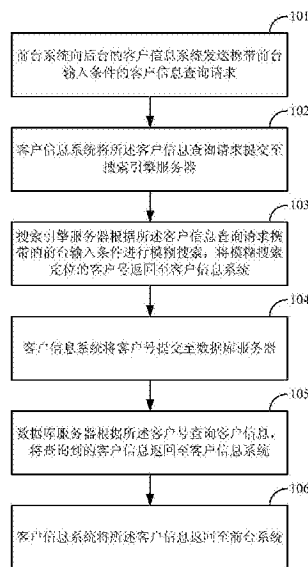 101
前台系统向后台的客户信息系统发送携带前台
输入条件的客户信息查询请求
102
客户信息系统将所述客户信息查询请求提交至
搜索引擎服务器
103
搜索引擎服务器根据所述客户信息查询请求携
带的前台输入条件进行模糊搜索，将模糊搜索
定位的客户号返回至客户信息系统
104
客户信息系统将客户号提交至数据库服务器
105
数据库服务器根据所述客户号查询客户信息，
将查询到的客户信息返回至客户信息系统
106
客户信息系统将所述客户信息返回至前台系统